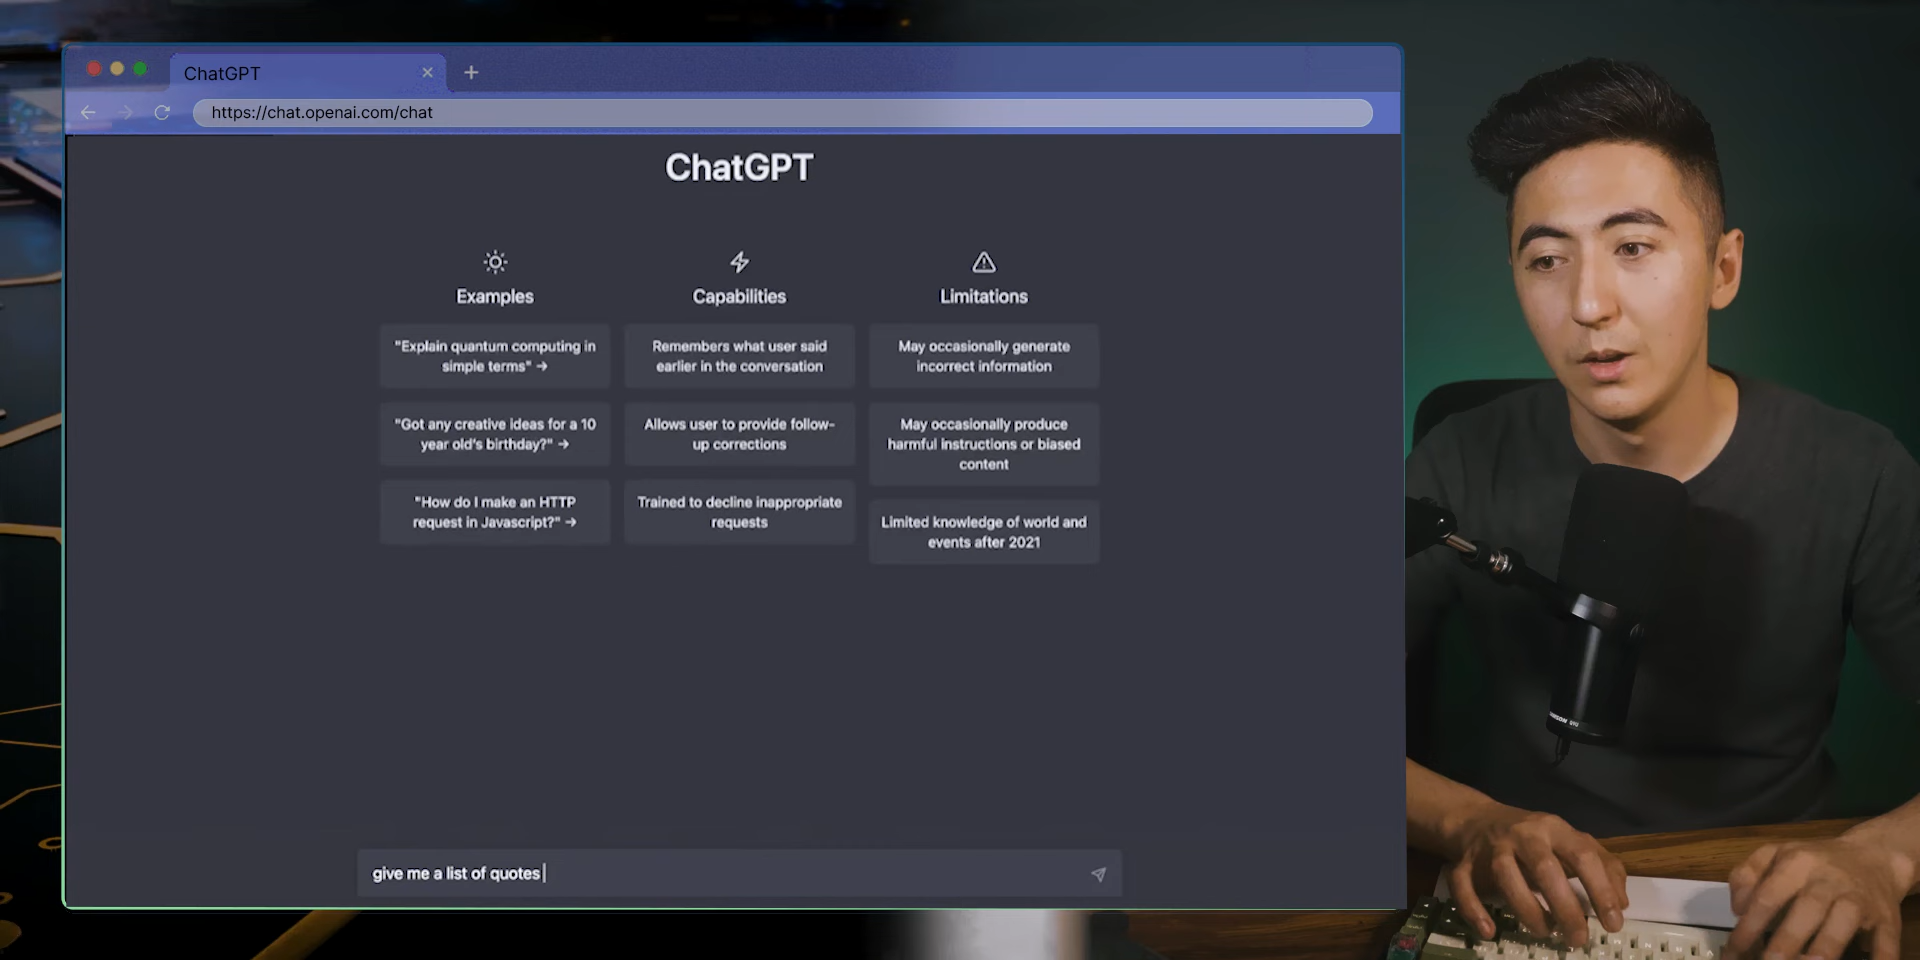 ChatGPT
https://chat.openai.com/chat
ChatGPT
Examples
"Explain quantum computing in
simple terms" →
"Got any creative ideas for a 10
year old's birthday?" →
"How do I make an HTTP
request in Javascript?" →
Capabilities
Remembers what user said
earlier in the conversation
Allows user to provide follow-
up corrections
Trained to decline inappropriate
requests
Limitations
May occasionally generate
incorrect information
May occasionally produce
harmful instructions or biased
content
Limited knowledge of world and
events after 2021
give me a list of quotes